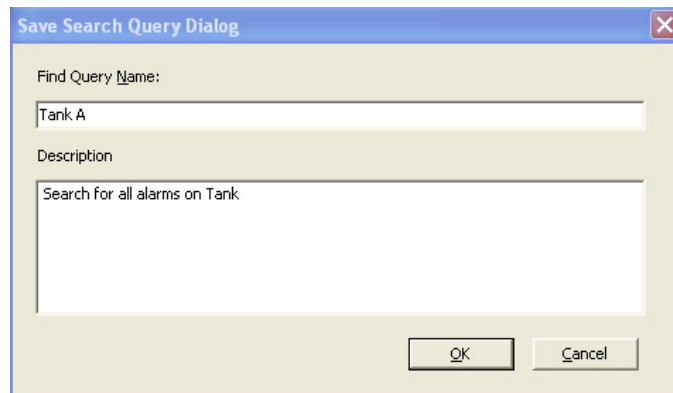 Save Search Query Dialog
Find Query Name:
Tank A
Description
Search for all alarms on Tank
OK
Cancel